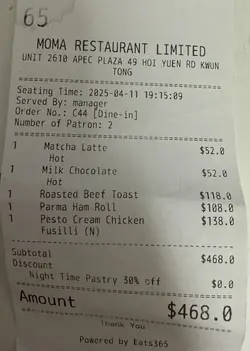 65
MOMA RESTAURANT LIMITED
UNIT 2610 APEC PLAZA 49 HOI YUEN RD KWUN
TONG
Seating Time: 2025-04-11 19:15:09
Served By: manager
Order No.: C44 [Dine-in]
Number of Patron: 2
1 Matcha Latte $52.0
Hot
1 Milk Chocolate $52.0
Hot
1 Roasted Beef Toast $118.0
1 Parma Ham Roll $108.0
1 Pesto Cream Chicken $138.0
Fusilli (N)
Subtotal $468.0
Discount
Night Time Pastry 30% off $0.0
Amount $468.0
Thank You
Powered by Eats365